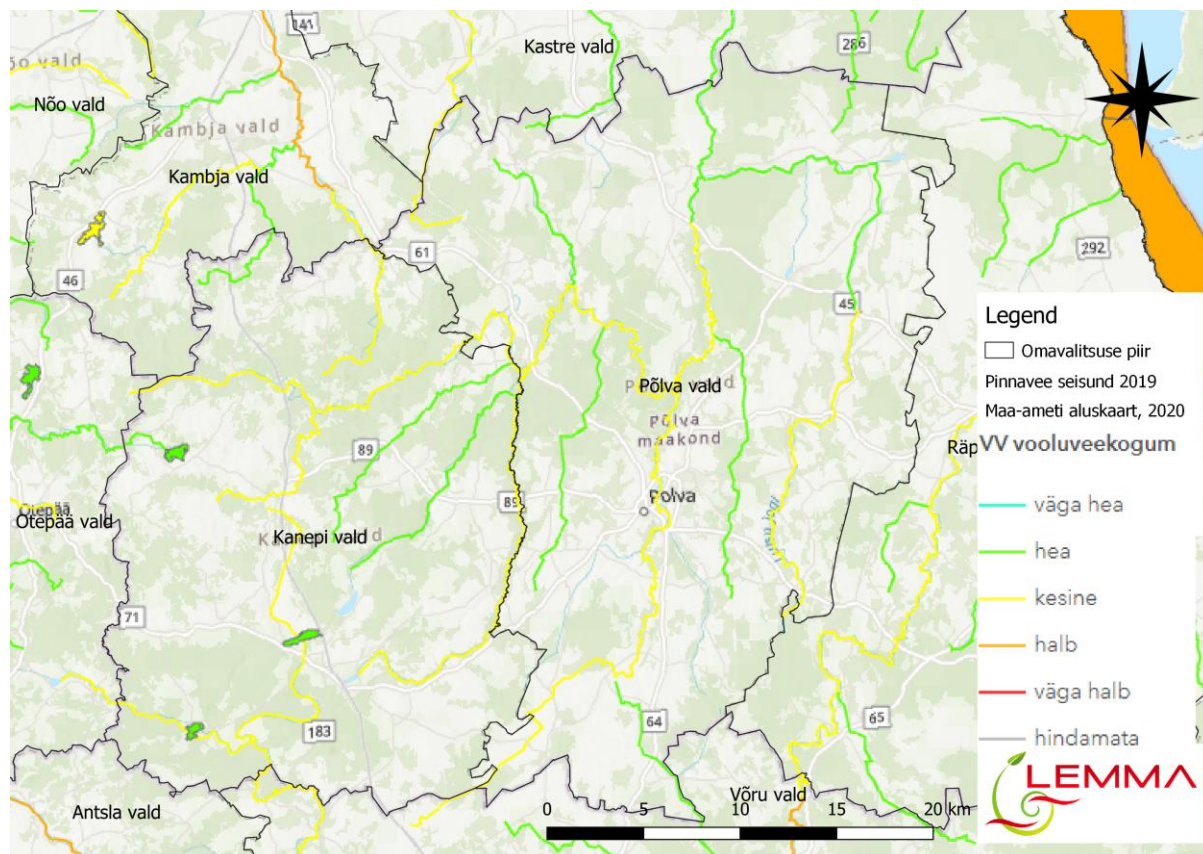 141
Kastre vald
286
õo vald
Nõo vald
Kambja vald
Kambja vald
61
292
46
45
Legend
Omavalitsuse piir
Pinnavee seisund 2019
Maa-ameti aluskaart, 2020
VV vooluveekogum
väga hea
hea
kesine
halb
väga halb
hindamata
Põlva vald
Põlva
maakond
89
Räp
89
Põlva
Otepää
Otepää vald
Kanepi vald
71
183
64
65
LEMMA
Antsla vald
Võru vald
0 5 10 15 20 km